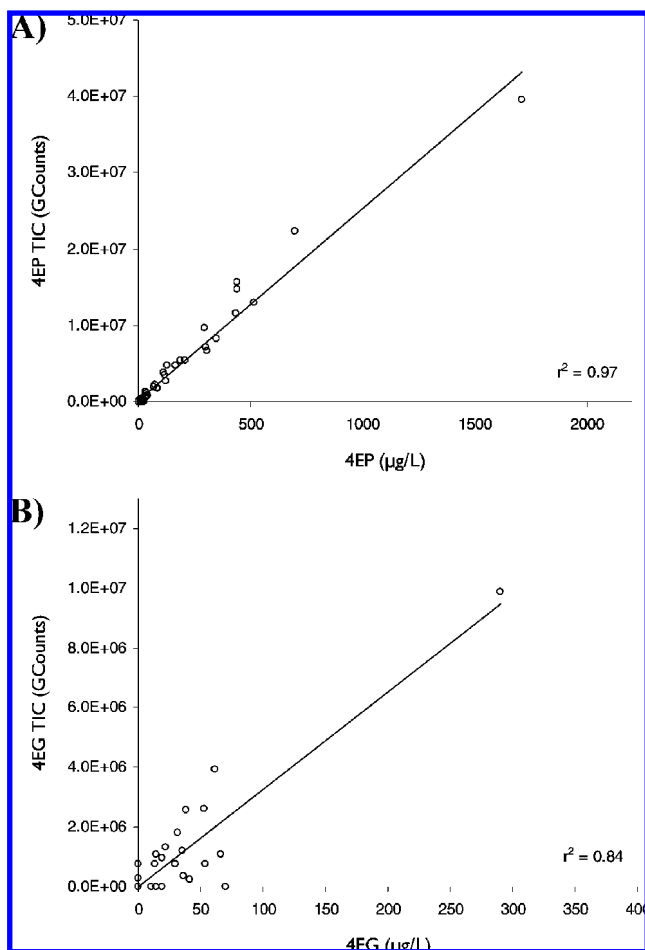 A)
5.0E+07
4.0E+07
3.0E+07
2.0E+07
1.0E+07
0.0E+00
4EP TIC (GCounts)
r² = 0.97
0 500 1000 1500 2000
4EP (µg/L)
B)
1.2E+07
1.0E+07
8.0E+06
6.0E+06
4.0E+06
2.0E+06
0.0E+00
4EG TIC (GCounts)
r² = 0.84
0 50 100 150 200 250 300 350 400
4EG (µg/L)